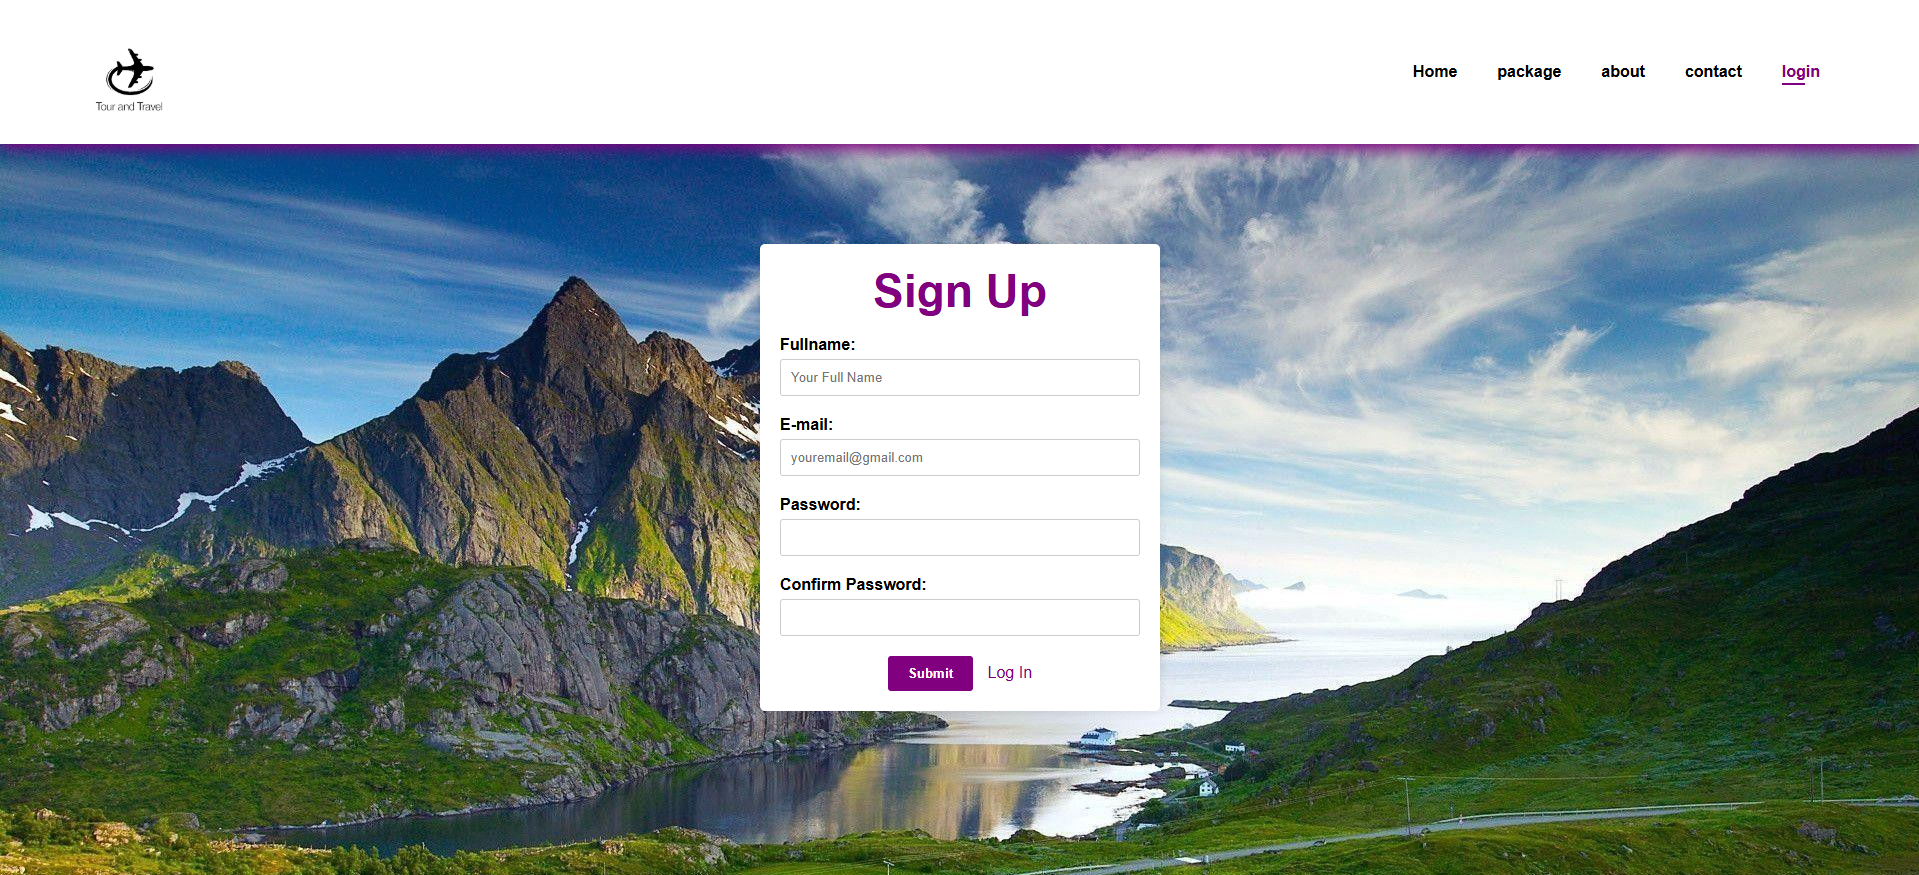 Tour and Travel
Home package about contact login
Sign Up
Fullname:
Your Full Name
E-mail:
youremail@gmail.com
Password:
Confirm Password:
Submit Log In